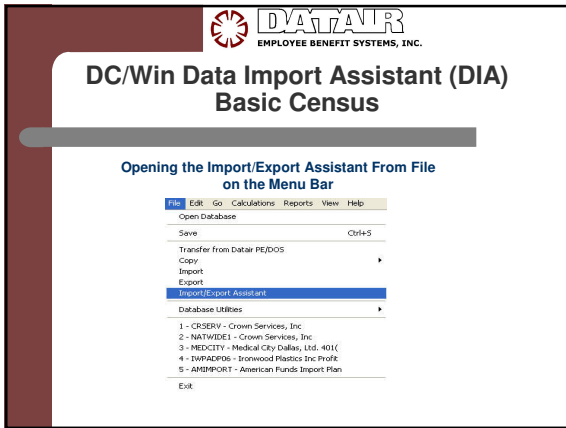 DATAIR
EMPLOYEE BENEFIT SYSTEMS, INC.
DC/Win Data Import Assistant (DIA)
Basic Census
Opening the Import/Export Assistant From File
on the Menu Bar
File Edit Go Calculations Reports View Help
Open Database
Save Ctrl+S
Transfer from Datair PE/DOS
Copy
Import
Export
Import/Export Assistant
Database Utilities
1 - CRSERV - Crown Services, Inc
2 - NATWIDE1 - Crown Services, Inc
3 - MEDCITY - Medical City Dallas, Ltd. 401(
4 - IWPADP06 - Ironwood Plastics Inc Profit
5 - AMIMPORT - American Funds Import Plan
Exit